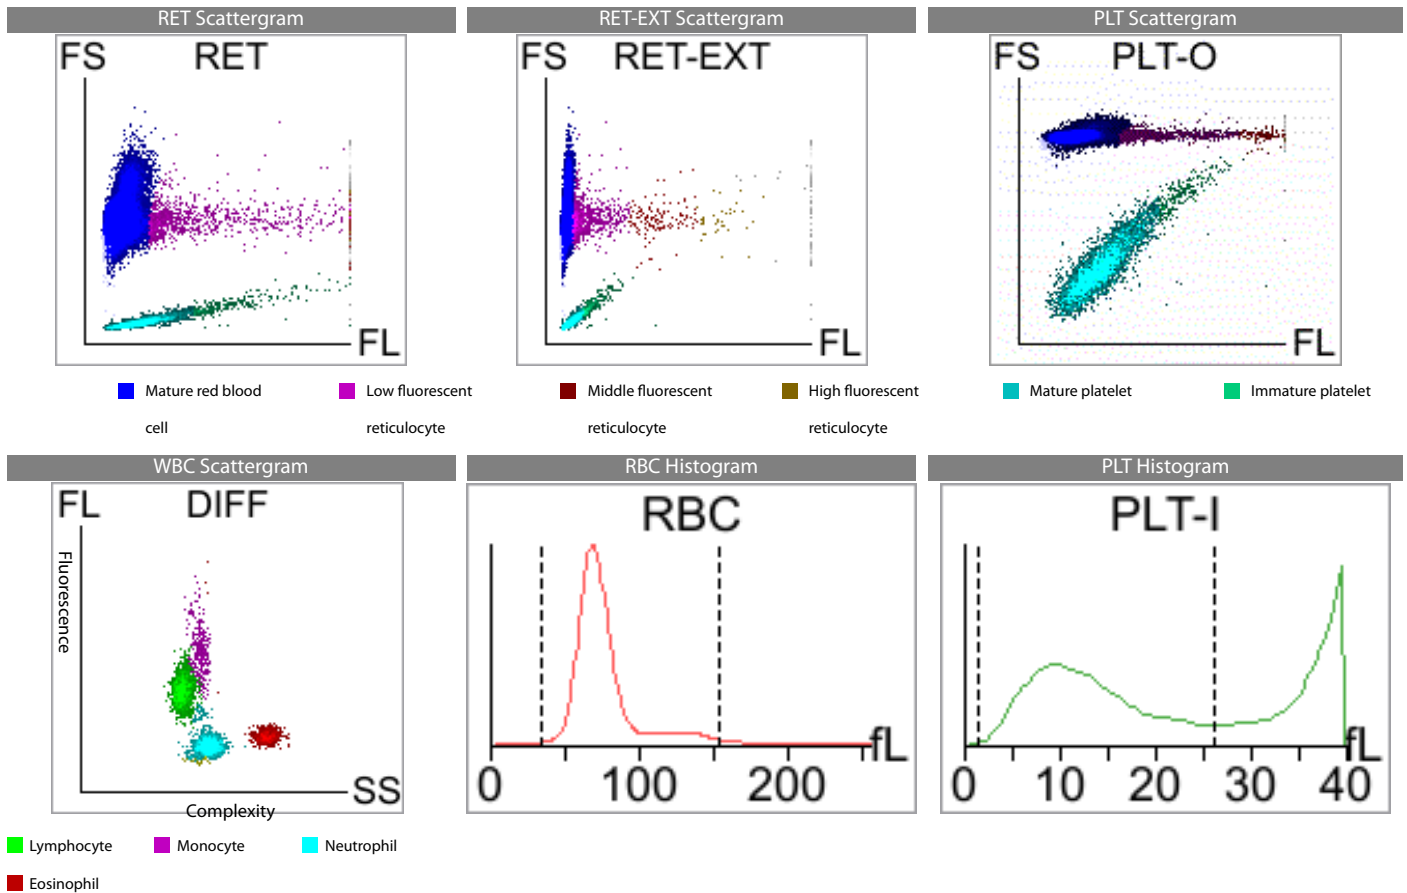 RET Scattergram
RET-EXT Scattergram
PLT Scattergram
FS RET
FL
FS RET-EXT
FL
FS PLT-O
FL
Mature red blood
cell
Low fluorescent
reticulocyte
Middle fluorescent
reticulocyte
High fluorescent
reticulocyte
Mature platelet
Immature platelet
WBC Scattergram
RBC Histogram
PLT Histogram
FL DIFF
Fluorescence
SS
Complexity
RBC
fL
0 100 200
PLT-I
fL
0 10 20 30 40
Lymphocyte
Monocyte
Neutrophil
Eosinophil